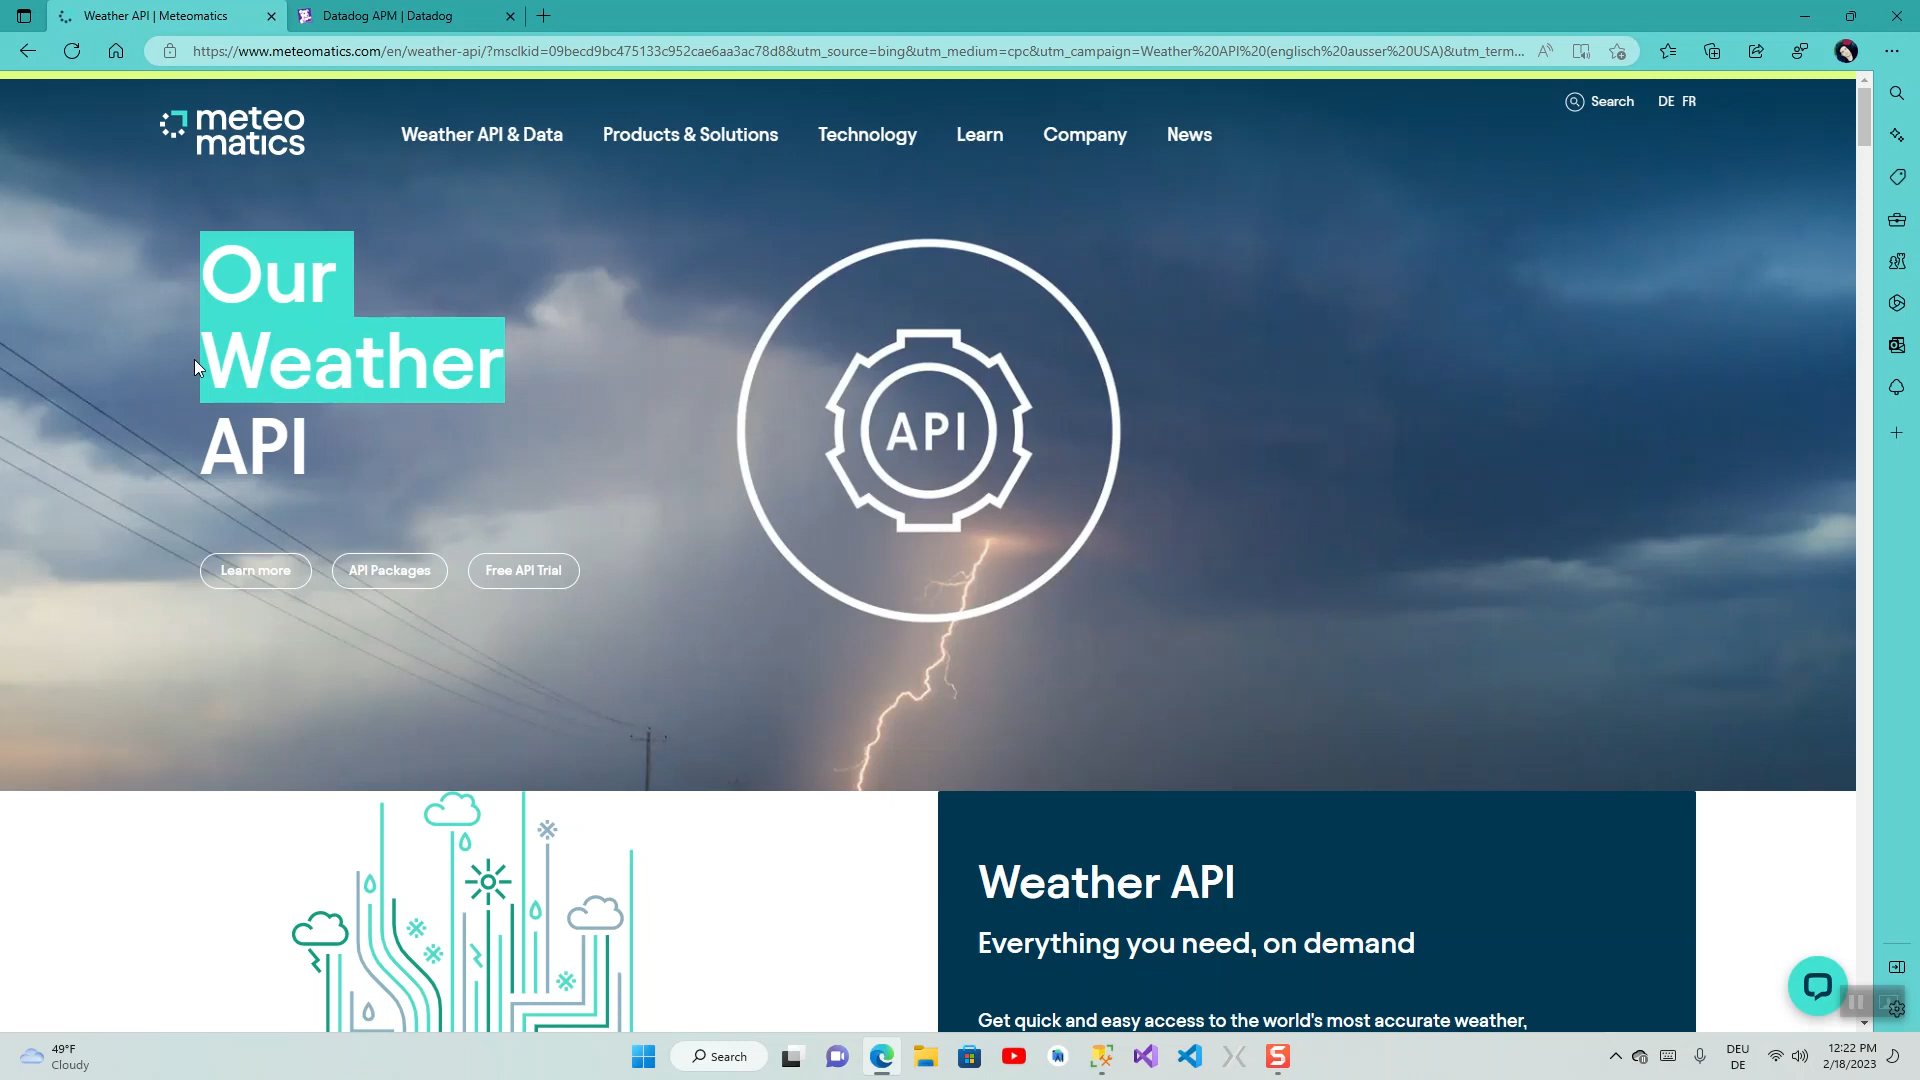 Weather API | Meteomatics
Datadog APM | Datadog
https://www.meteomatics.com/en/weather-api/?msclkid=09becd9bc475133c952cae6aa3ac78d8&utm_source=bing&utm_medium=cpc&utm_campaign=Weather%20API%20(englisch%20ausser%20USA)&utm_term...
Search DE FR
meteo
matics
Weather API & Data Products & Solutions Technology Learn Company News
Our
Weather
API
API
Learn more API Packages Free API Trial
Weather API
Everything you need, on demand
Get quick and easy access to the world's most accurate weather,
49°F
Cloudy
Search
DEU
DE
12:22 PM
2/18/2023